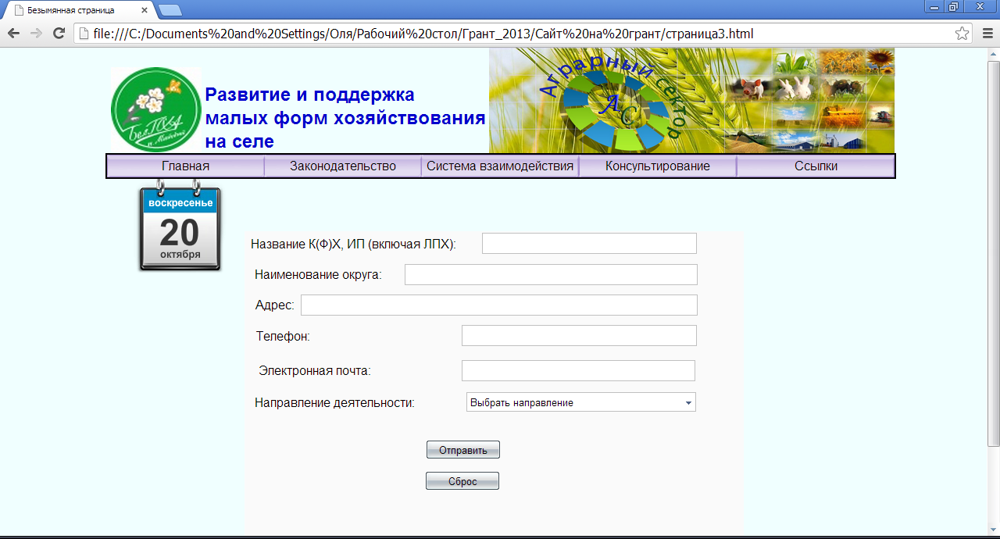 Безымянная страница
file:///C:/Documents%20and%20Settings/Оля/Рабочий%20стол/Грант_2013/Сайт%20на%20грант/страница3.html
Аграрный сектор
АС
БелГСХА
п. Майский
Развитие и поддержка
малых форм хозяйствования
на селе
Главная Законодательство Система взаимодействия Консультирование Ссылки
воскресенье
20
октября
Название К(Ф)Х, ИП (включая ЛПХ):
Наименование округа:
Адрес:
Телефон:
Электронная почта:
Направление деятельности: Выбрать направление
Отправить
Сброс